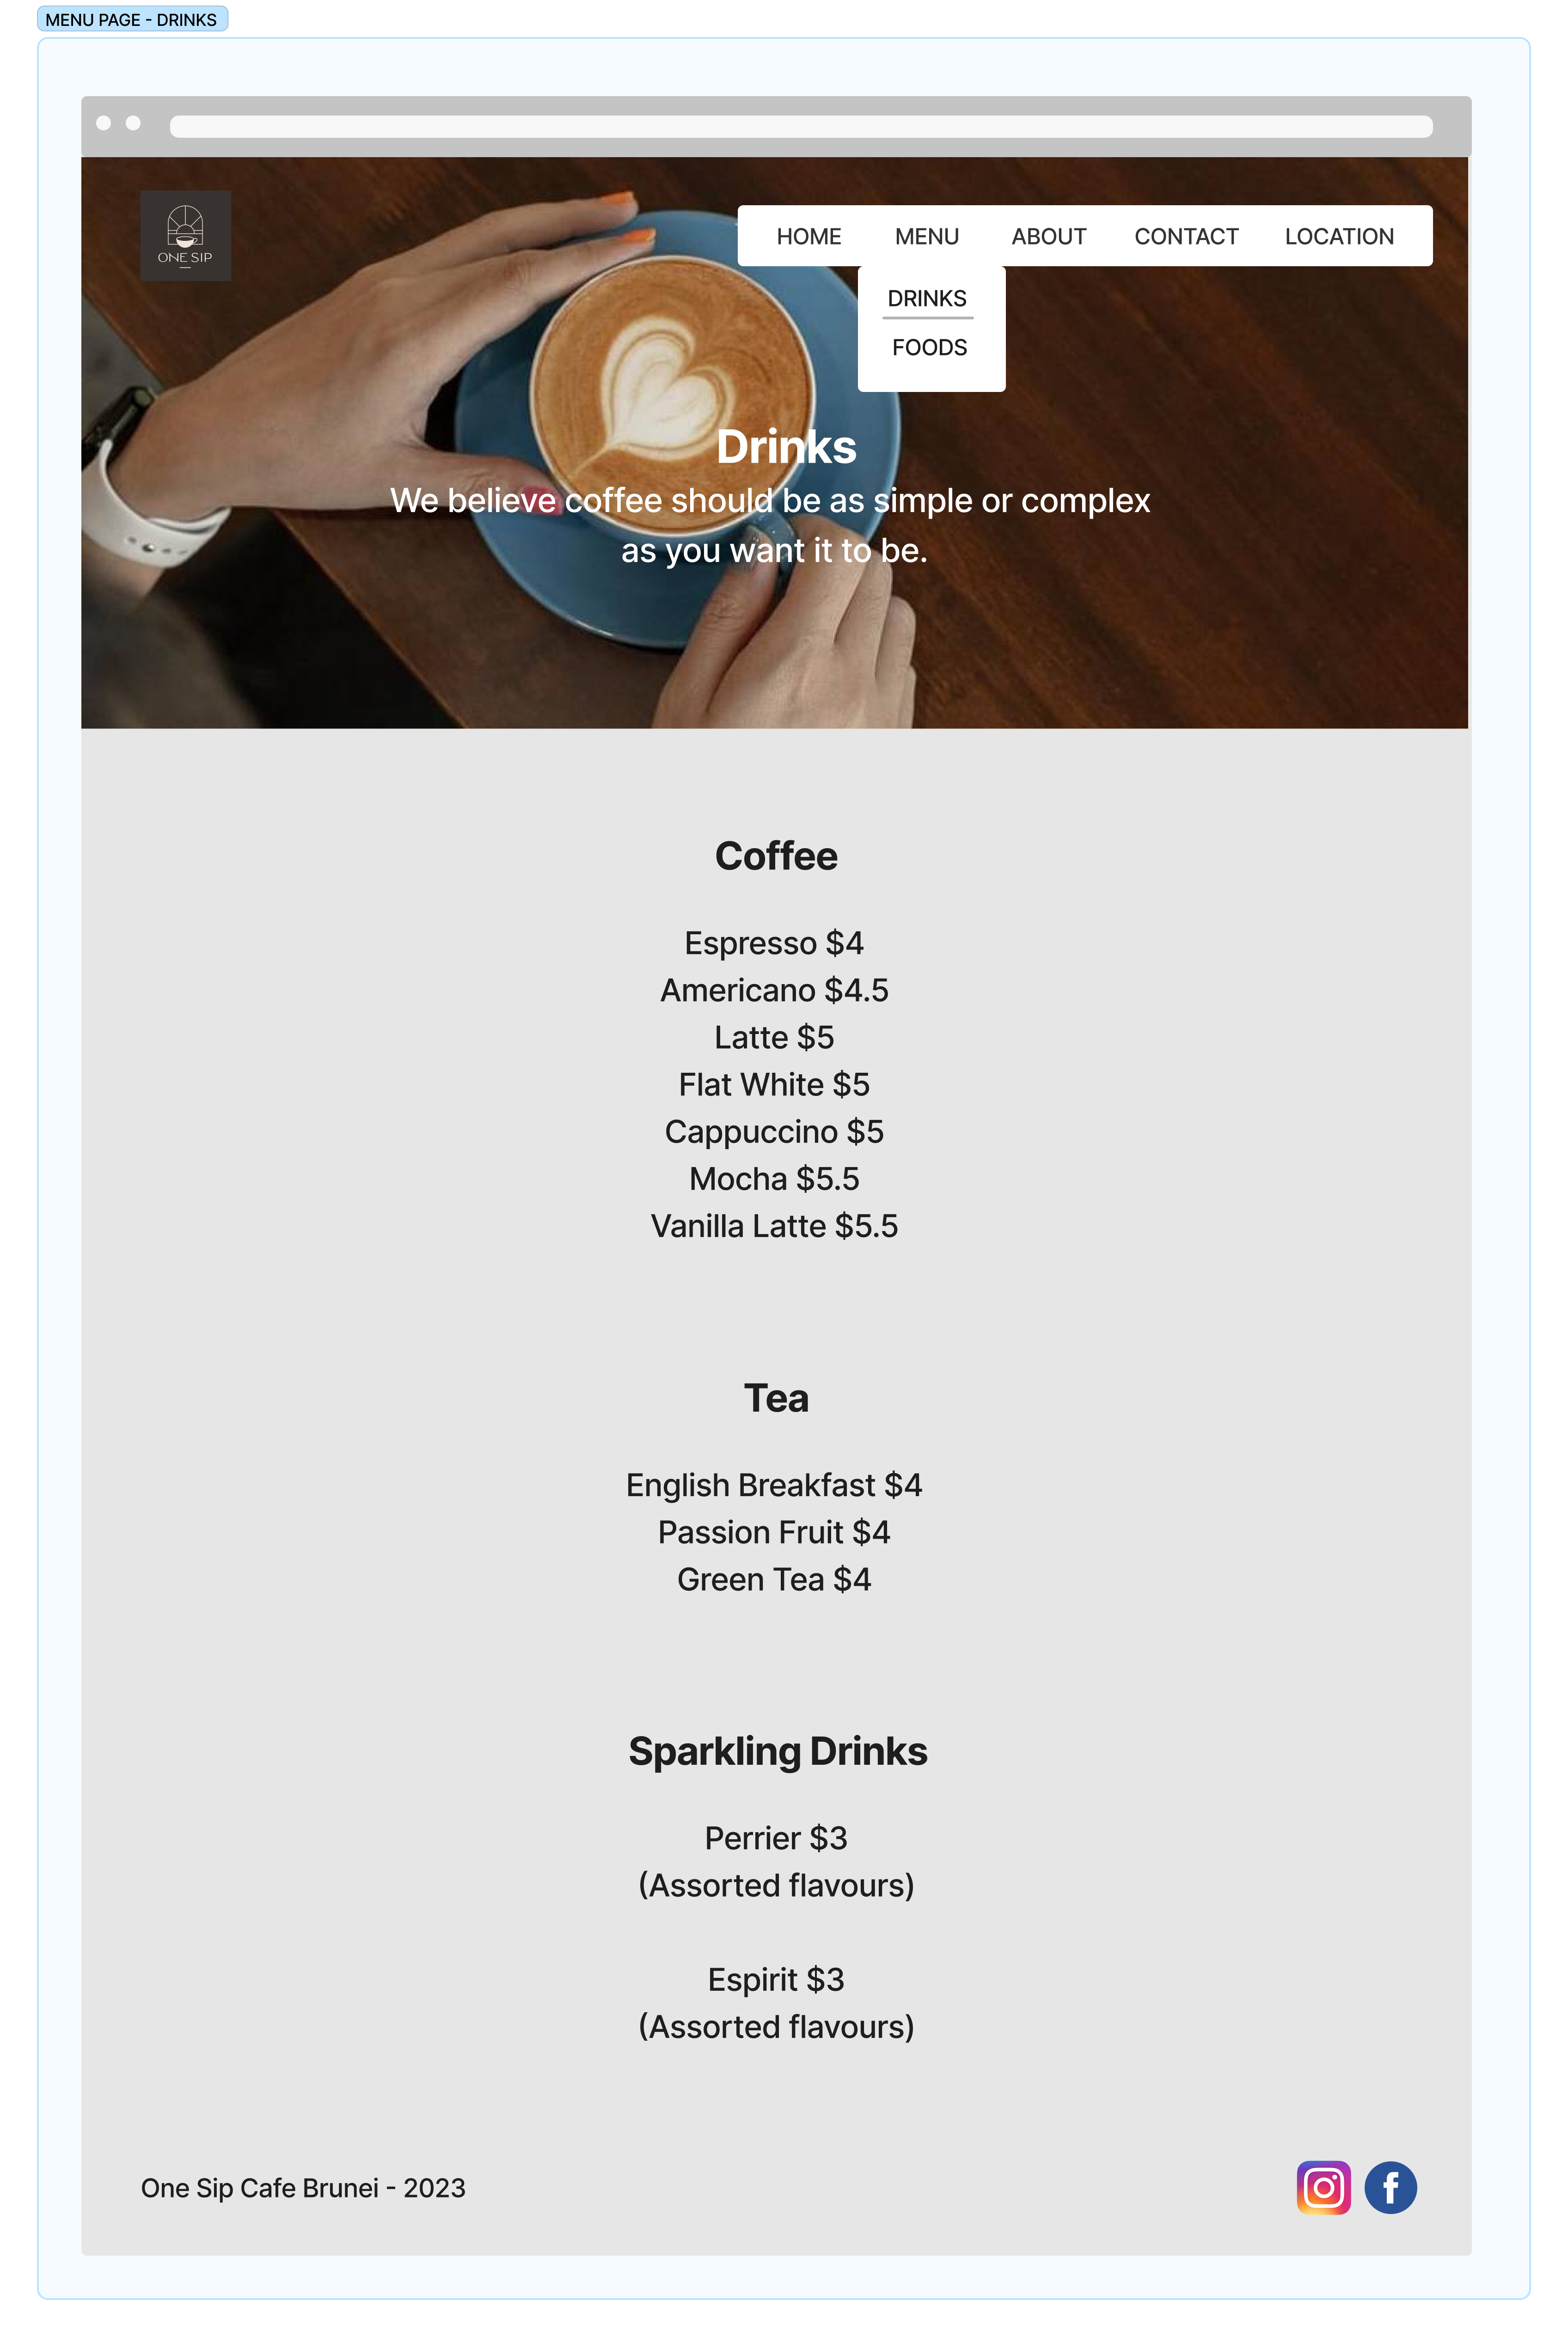 MENU PAGE - DRINKS
ONE SIP
HOME MENU ABOUT CONTACT LOCATION
DRINKS
FOODS
Drinks
We believe coffee should be as simple or complex
as you want it to be.
Coffee
Espresso $4
Americano $4.5
Latte $5
Flat White $5
Cappuccino $5
Mocha $5.5
Vanilla Latte $5.5
Tea
English Breakfast $4
Passion Fruit $4
Green Tea $4
Sparkling Drinks
Perrier $3
(Assorted flavours)
Espirit $3
(Assorted flavours)
One Sip Cafe Brunei - 2023